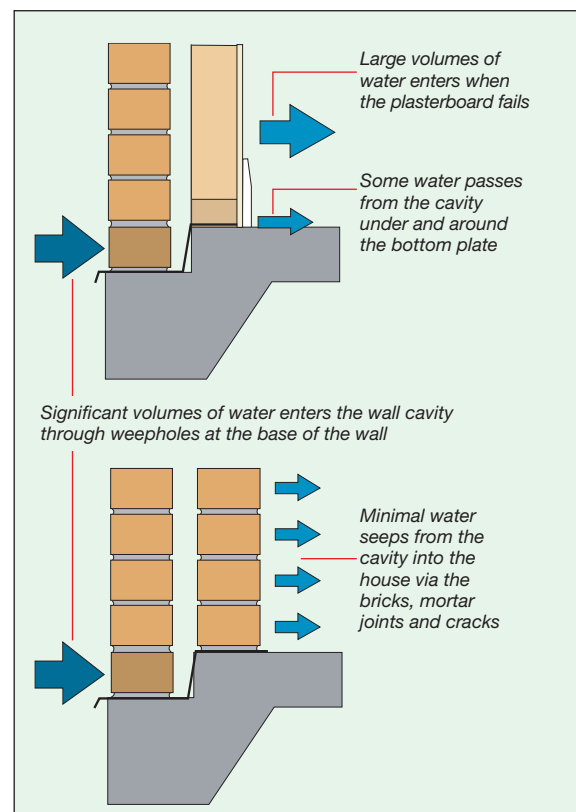 Large volumes of
water enters when
the plasterboard fails
Some water passes
from the cavity
under and around
the bottom plate
Significant volumes of water enters the wall cavity
through weepholes at the base of the wall
Minimal water
seeps from the
cavity into the
house via the
bricks, mortar
joints and cracks